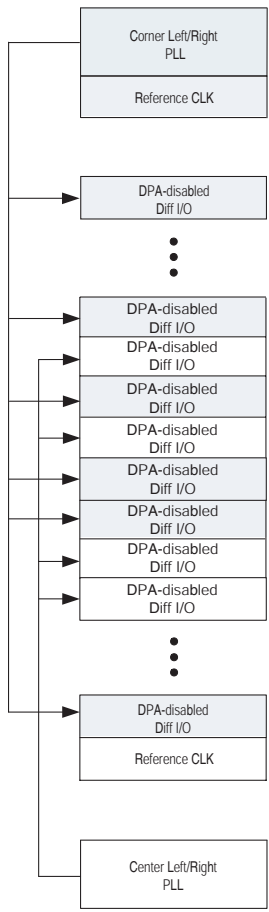 Corner Left/Right
PLL
Reference CLK
DPA-disabled
Diff I/O
DPA-disabled
Diff I/O
DPA-disabled
Diff I/O
DPA-disabled
Diff I/O
DPA-disabled
Diff I/O
DPA-disabled
Diff I/O
DPA-disabled
Diff I/O
DPA-disabled
Diff I/O
DPA-disabled
Diff I/O
DPA-disabled
Diff I/O
Reference CLK
Center Left/Right
PLL